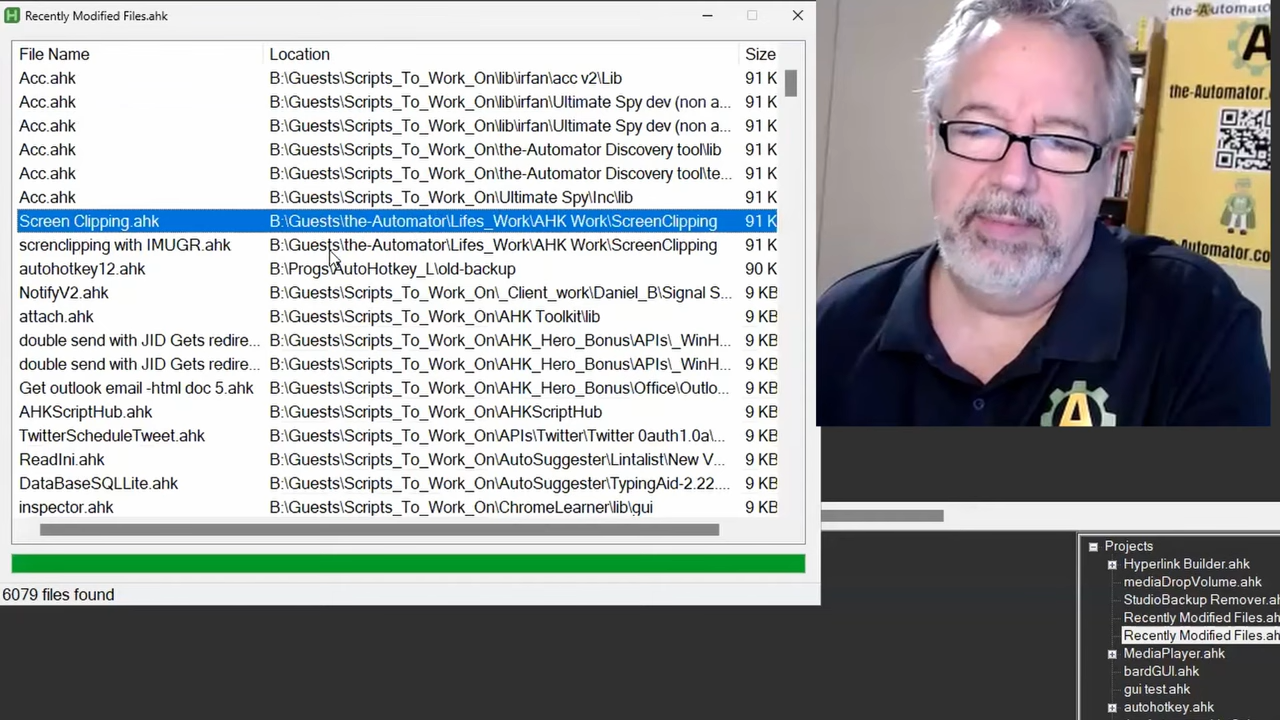 Recently Modified Files.ahk
File Name Location Size
Acc.ahk B:\Guests\Scripts_To_Work_On\lib\irfan\acc v2\Lib 91 K
Acc.ahk B:\Guests\Scripts_To_Work_On\lib\irfan\Ultimate Spy dev (non a... 91 K
Acc.ahk B:\Guests\Scripts_To_Work_On\lib\irfan\Ultimate Spy dev (non a... 91 K
Acc.ahk B:\Guests\Scripts_To_Work_On\the-Automator Discovery tool\lib 91 K
Acc.ahk B:\Guests\Scripts_To_Work_On\the-Automator Discovery tool\te... 91 K
Acc.ahk B:\Guests\Scripts_To_Work_On\Ultimate Spy\Inc\lib 91 K
Screen Clipping.ahk B:\Guests\the-Automator\Lifes_Work\AHK Work\ScreenClipping 91 K
screnclipping with IMUGR.ahk B:\Guests\the-Automator\Lifes_Work\AHK Work\ScreenClipping 91 K
autohotkey12.ahk B:\Progs\AutoHotkey_L\old-backup 90 K
NotifyV2.ahk B:\Guests\Scripts_To_Work_On\_Client_work\Daniel_B\Signal S... 9 KB
attach.ahk B:\Guests\Scripts_To_Work_On\AHK Toolkit\lib 9 KB
double send with JID Gets redire... B:\Guests\Scripts_To_Work_On\AHK_Hero_Bonus\APIs\_WinH... 9 KB
double send with JID Gets redire... B:\Guests\Scripts_To_Work_On\AHK_Hero_Bonus\APIs\_WinH... 9 KB
Get outlook email -html doc 5.ahk B:\Guests\Scripts_To_Work_On\AHK_Hero_Bonus\Office\Outlo... 9 KB
AHKScriptHub.ahk B:\Guests\Scripts_To_Work_On\AHKScriptHub 9 KB
TwitterScheduleTweet.ahk B:\Guests\Scripts_To_Work_On\APIs\Twitter\Twitter 0auth1.0a\... 9 KB
ReadIni.ahk B:\Guests\Scripts_To_Work_On\AutoSuggester\Lintalist\New V... 9 KB
DataBaseSQLLite.ahk B:\Guests\Scripts_To_Work_On\AutoSuggester\TypingAid-2.22.... 9 KB
inspector.ahk B:\Guests\Scripts_To_Work_On\ChromeLearner\lib\gui 9 KB
6079 files found
the-Automator
A
the-Automator.c
Automator.co
A
Projects
Hyperlink Builder.ahk
mediaDropVolume.ahk
StudioBackup Remover.ah
Recently Modified Files.ah
Recently Modified Files.ah
MediaPlayer.ahk
bardGUI.ahk
gui test.ahk
autohotkey.ahk